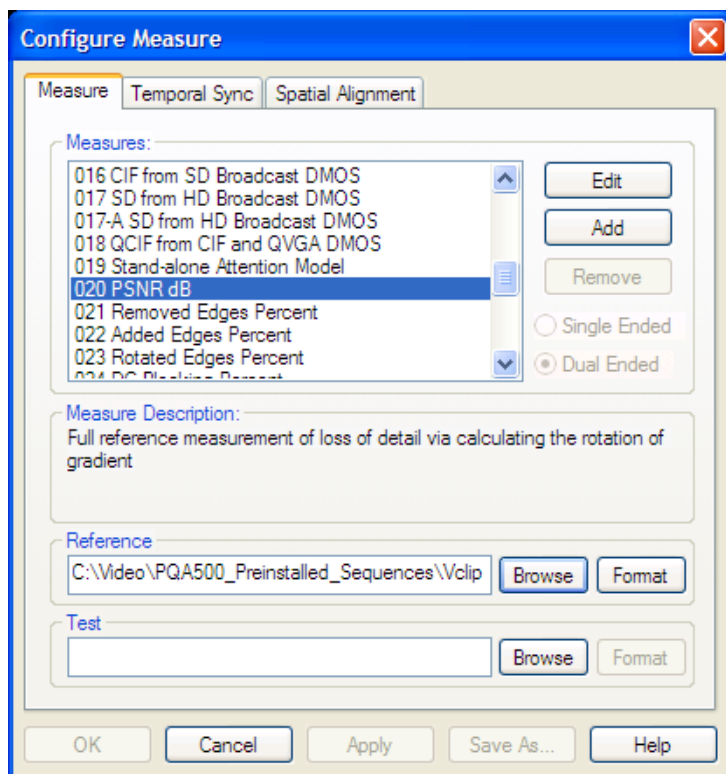 Configure Measure
Measure
Temporal Sync
Spatial Alignment
Measures:
016 CIF from SD Broadcast DMOS
017 SD from HD Broadcast DMOS
017-A SD from HD Broadcast DMOS
018 QCIF from CIF and QVGA DMOS
019 Stand-alone Attention Model
020 PSNR dB
021 Removed Edges Percent
022 Added Edges Percent
023 Rotated Edges Percent
024 DC Blocking Percent
Edit
Add
Remove
Single Ended
Dual Ended
Measure Description:
Full reference measurement of loss of detail via calculating the rotation of
gradient
Reference
C:\Video\PQA500_Preinstalled_Sequences\Vclip
Browse
Format
Test
Browse
Format
OK
Cancel
Apply
Save As...
Help